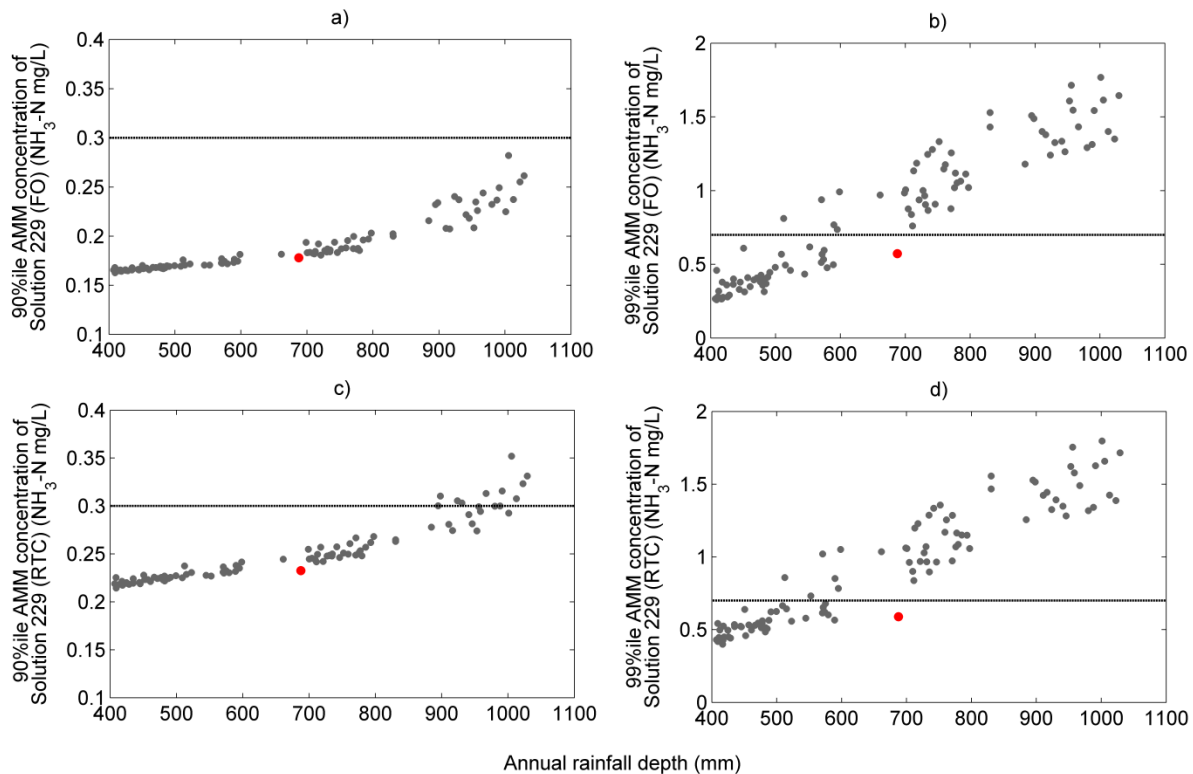 a)
90%ile AMM concentration of
Solution 229 (FO) (NH3-N mg/L)
0.4
0.35
0.3
0.25
0.2
0.15
0.1
400 500 600 700 800 900 1000 1100
b)
99%ile AMM concentration of
Solution 229 (FO) (NH3-N mg/L)
2
1.5
1
0.5
0
400 500 600 700 800 900 1000 1100
c)
90%ile AMM concentration of
Solution 229 (RTC) (NH3-N mg/L)
0.4
0.35
0.3
0.25
0.2
0.15
0.1
400 500 600 700 800 900 1000 1100
d)
99%ile AMM concentration of
Solution 229 (RTC) (NH3-N mg/L)
2
1.5
1
0.5
0
400 500 600 700 800 900 1000 1100
Annual rainfall depth (mm)